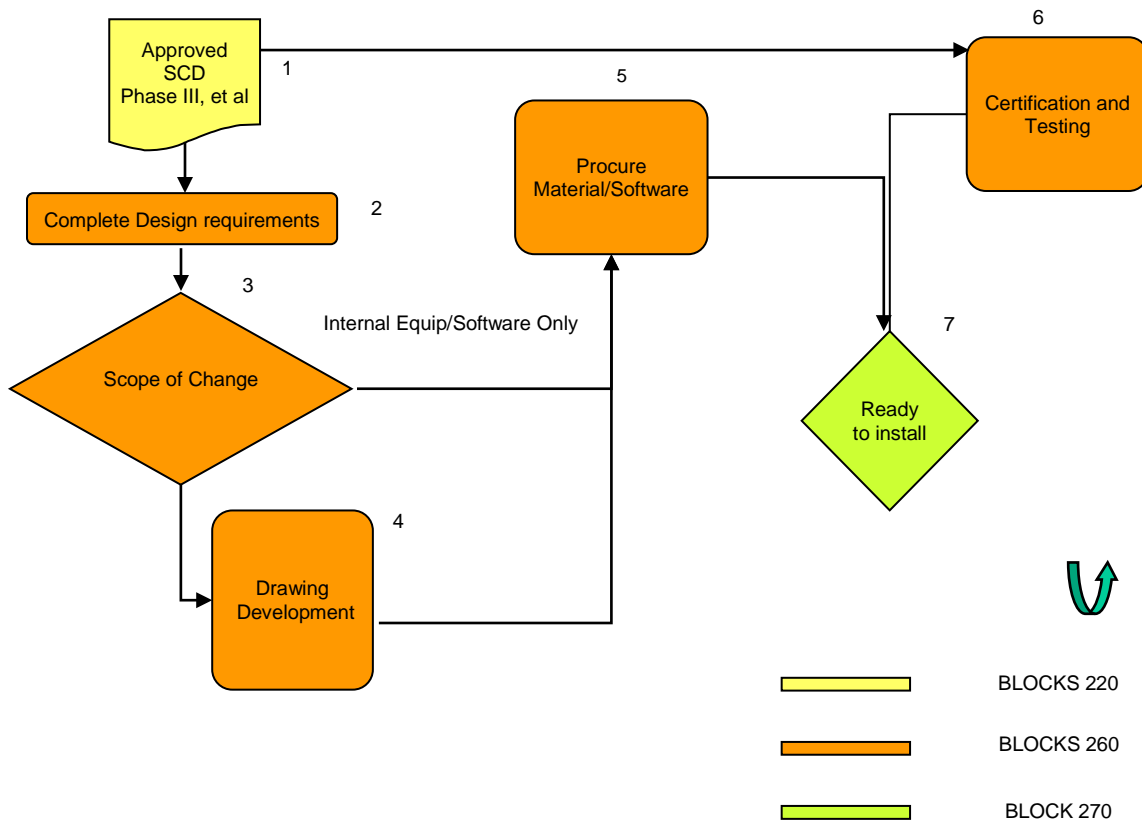 Approved
SCD
Phase III, et al
1
Complete Design requirements
2
3
Scope of Change
Internal Equip/Software Only
4
Drawing
Development
5
Procure
Material/Software
6
Certification and
Testing
7
Ready
to install
BLOCKS 220
BLOCKS 260
BLOCK 270